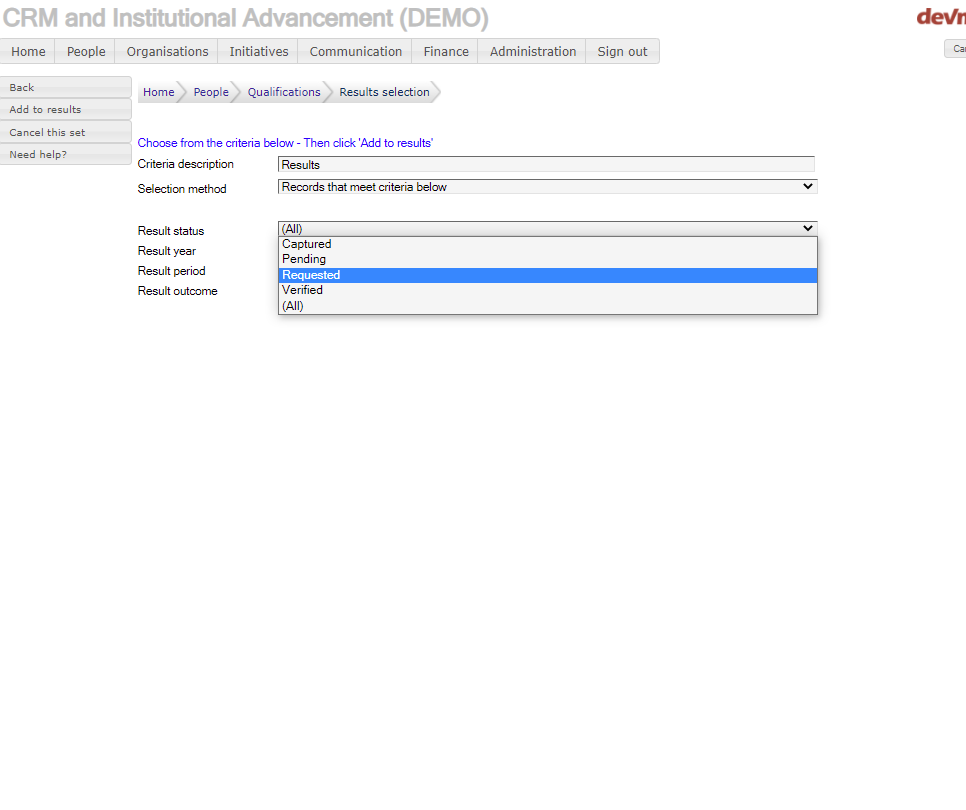 CRM and Institutional Advancement (DEMO)
Home People Organisations Initiatives Communication Finance Administration Sign out
Back
Add to results
Cancel this set
Need help?
Home People Qualifications Results selection
Choose from the criteria below - Then click 'Add to results'
Criteria description Results
Selection method Records that meet criteria below
Result status (All)
Result year
Result period
Result outcome
Captured
Pending
Requested
Verified
(All)